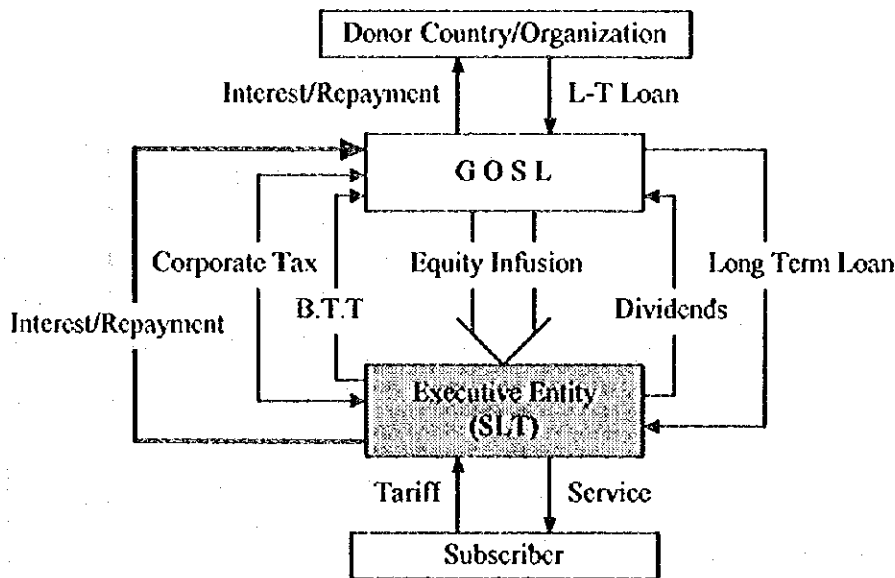 Donor Country/Organization
Interest/Repayment
L-T Loan
G O S L
Corporate Tax
Equity Infusion
Long Term Loan
B.T.T
Dividends
Interest/Repayment
Executive Entity
(SLT)
Tariff
Service
Subscriber